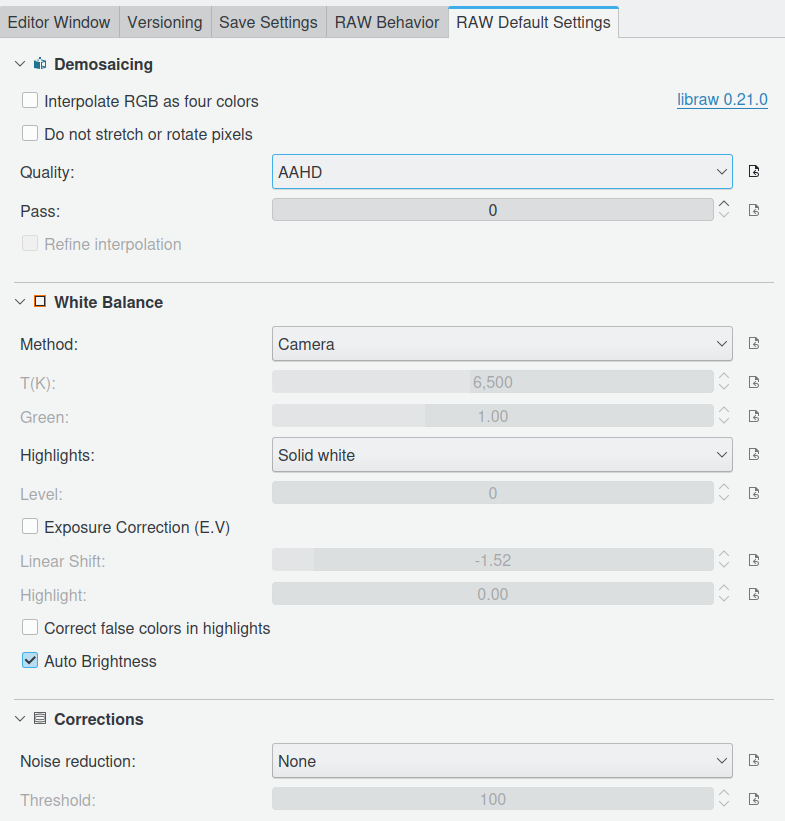 Editor Window Versioning Save Settings RAW Behavior RAW Default Settings
Demosaicing
Interpolate RGB as four colors libraw 0.21.0
Do not stretch or rotate pixels
Quality: AAHD
Pass: 0
Refine interpolation
White Balance
Method: Camera
T(K): 6,500
Green: 1.00
Highlights: Solid white
Level: 0
Exposure Correction (E.V)
Linear Shift: -1.52
Highlight: 0.00
Correct false colors in highlights
Auto Brightness
Corrections
Noise reduction: None
Threshold: 100